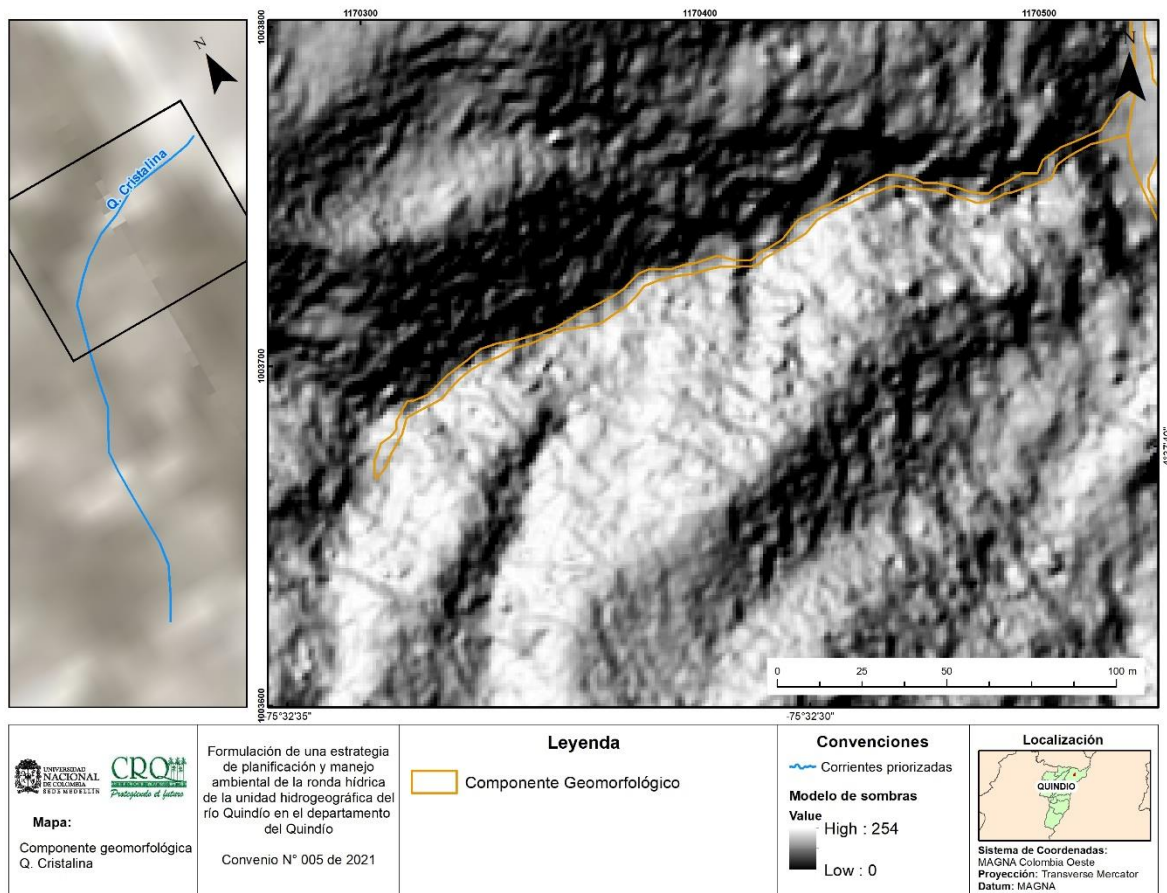 N
Q. Cristalina
1170300
1170400
1170500
1003800
1003700
1003600
N
4°37'40"
0 25 50 100 m
-75°32'35"
-75°32'30"
UNIVERSIDAD
NACIONAL
DE COLOMBIA
SEDE MEDELLÍN
CRQ
Protegiendo el futuro
Mapa:
Componente geomorfológica
Q. Cristalina
Formulación de una estrategia
de planificación y manejo
ambiental de la ronda hídrica
de la unidad hidrogeográfica del
río Quindío en el departamento
del Quindío
Convenio N° 005 de 2021
Leyenda
Componente Geomorfológico
Convenciones
Corrientes priorizadas
Modelo de sombras
Value
High : 254
Low : 0
Localización
QUINDIO
Sistema de Coordenadas:
MAGNA Colombia Oeste
Proyección: Transverse Mercator
Datum: MAGNA